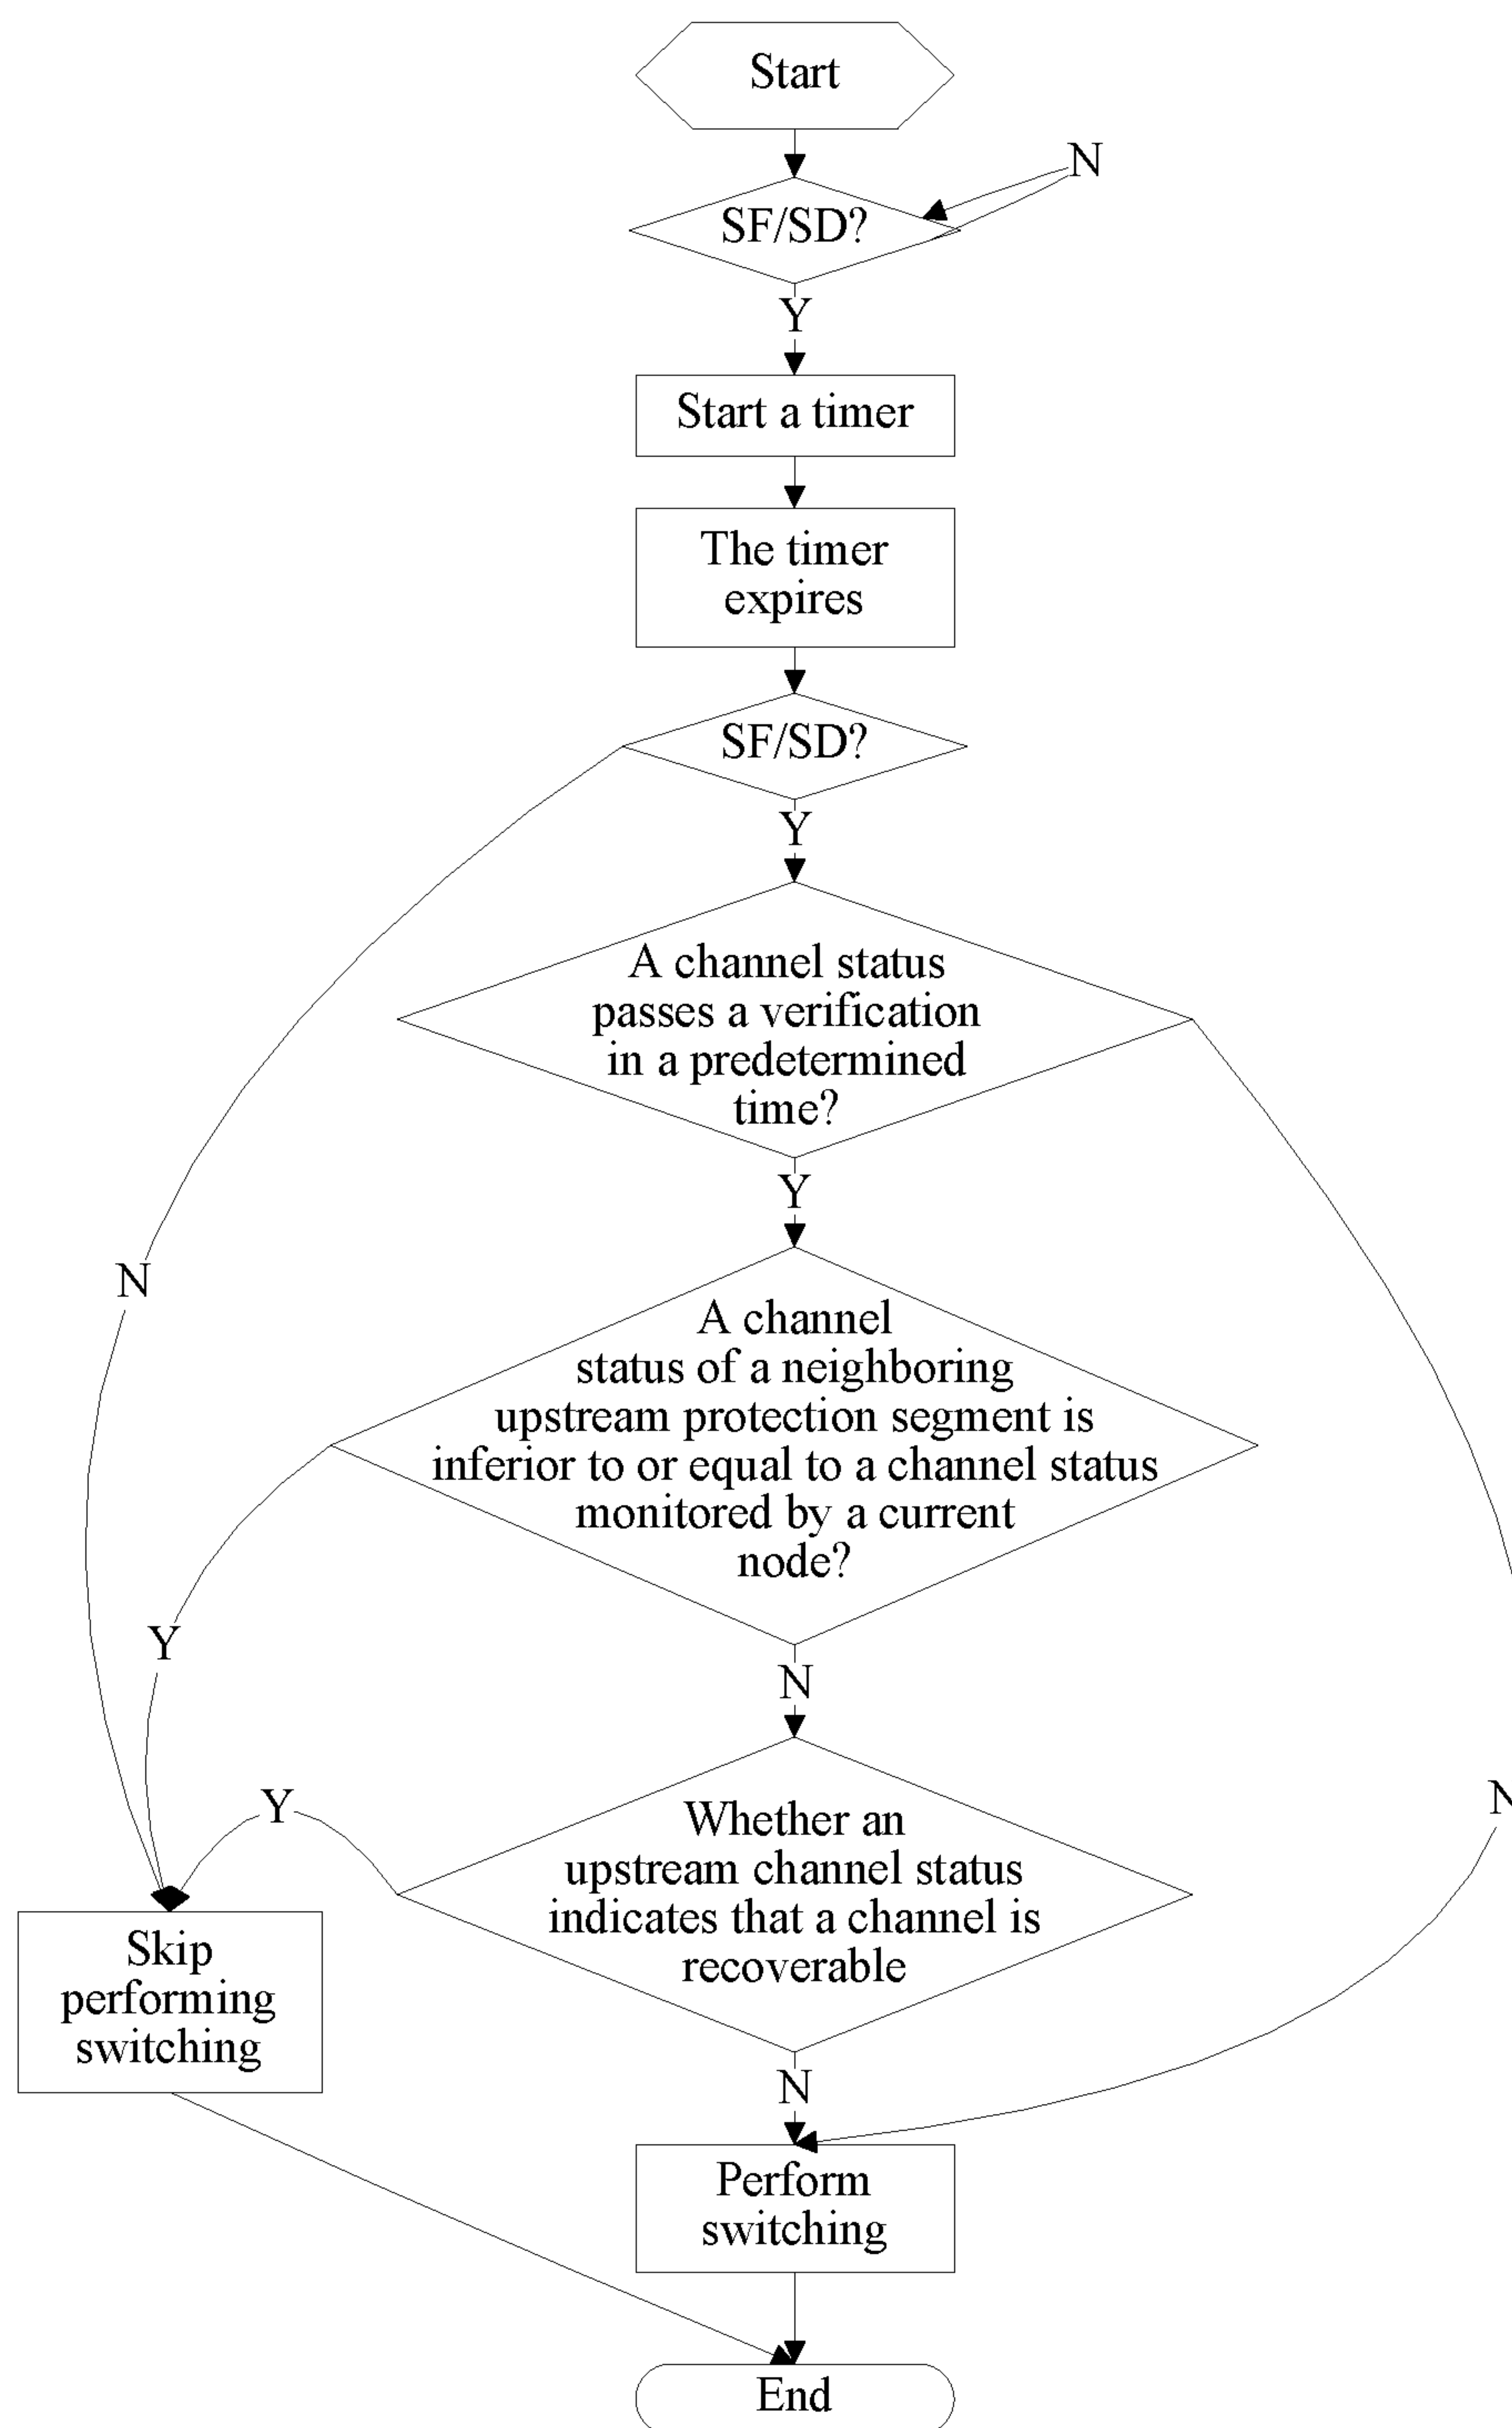 Start
N
SF/SD?
Y
Start a timer
The timer
expires
SF/SD?
Y
A channel status
passes a verification
in a predetermined
time?
Y
N
A channel
status of a neighboring
upstream protection segment is
inferior to or equal to a channel status
monitored by a current
node?
Y
N
N
Y
Whether an
upstream channel status
indicates that a channel is
recoverable
Skip
performing
switching
N
Perform
switching
End